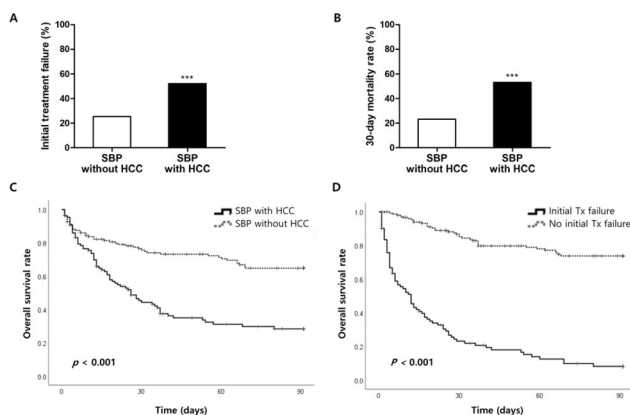 A
Initial treatment failure (%)
100
80
60
40
20
0
***
SBP
without HCC
SBP
with HCC
B
30-day mortality rate (%)
100
80
60
40
20
0
***
SBP
without HCC
SBP
with HCC
C
Overall survival rate
1.0
0.8
0.6
0.4
0.2
0.0
SBP with HCC
SBP without HCC
p < 0.001
0
30
60
90
Time (days)
D
Overall survival rate
1.0
0.8
0.6
0.4
0.2
0.0
Initial Tx failure
No initial Tx failure
P < 0.001
0
30
60
90
Time (days)